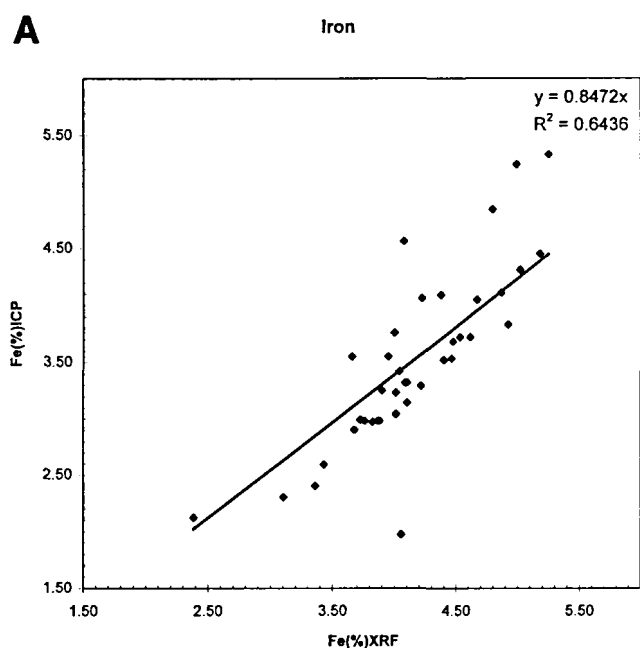 A
Iron
y = 0.8472x
R² = 0.6436
5.50
4.50
3.50
2.50
1.50
Fe(%)ICP
1.50 2.50 3.50 4.50 5.50
Fe(%)XRF